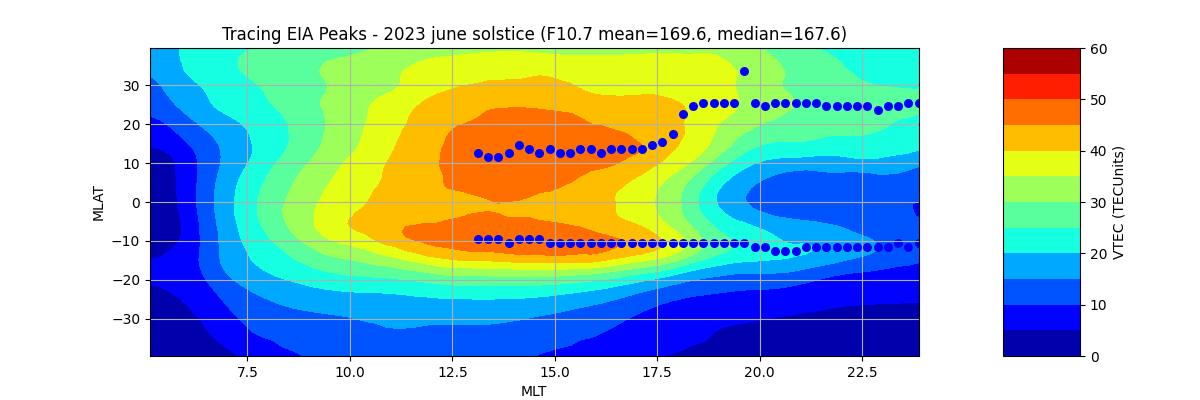 Tracing EIA Peaks - 2023 june solstice (F10.7 mean=169.6, median=167.6)
MLAT
30
20
10
0
−10
−20
−30
7.5 10.0 12.5 15.0 17.5 20.0 22.5
MLT
60
50
40
30
20
10
0
VTEC (TECUnits)